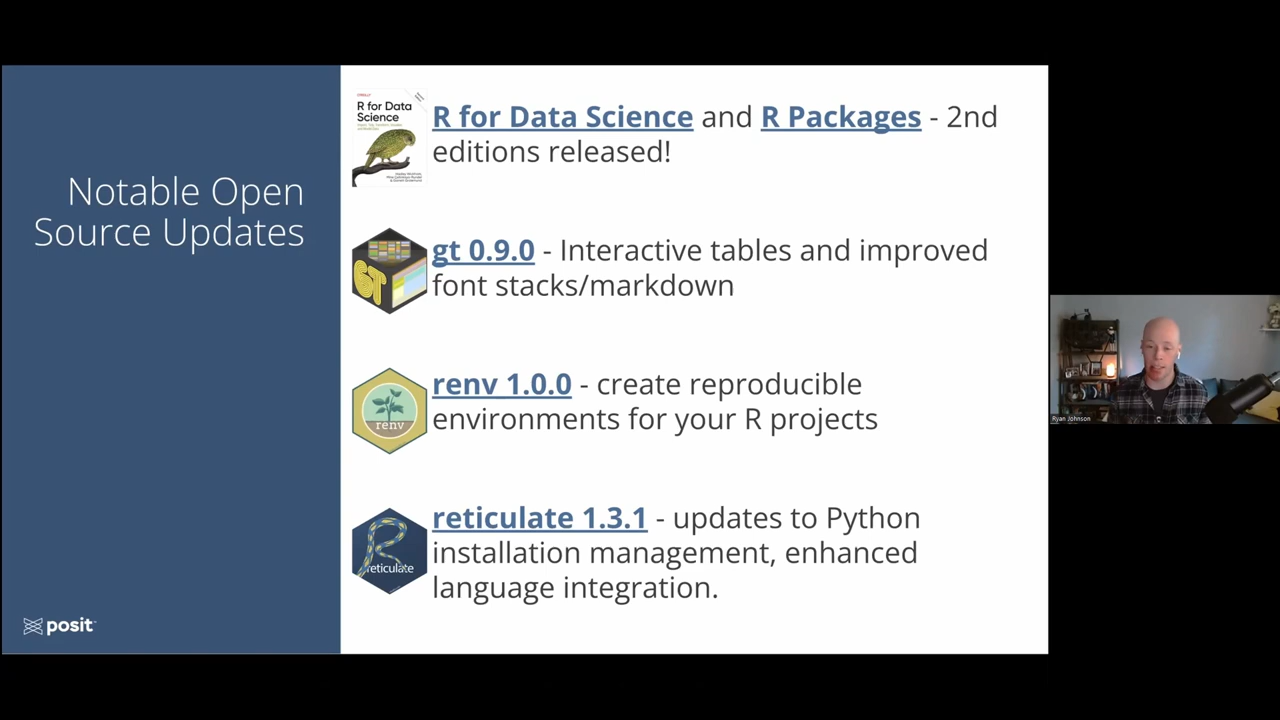 Notable Open
Source Updates
O'REILLY
R for Data
Science
R for Data Science and R Packages - 2nd
editions released!
GT
gt 0.9.0 - Interactive tables and improved
font stacks/markdown
renv
renv 1.0.0 - create reproducible
environments for your R projects
reticulate
reticulate 1.3.1 - updates to Python
installation management, enhanced
language integration.
posit
Ryan Johnson